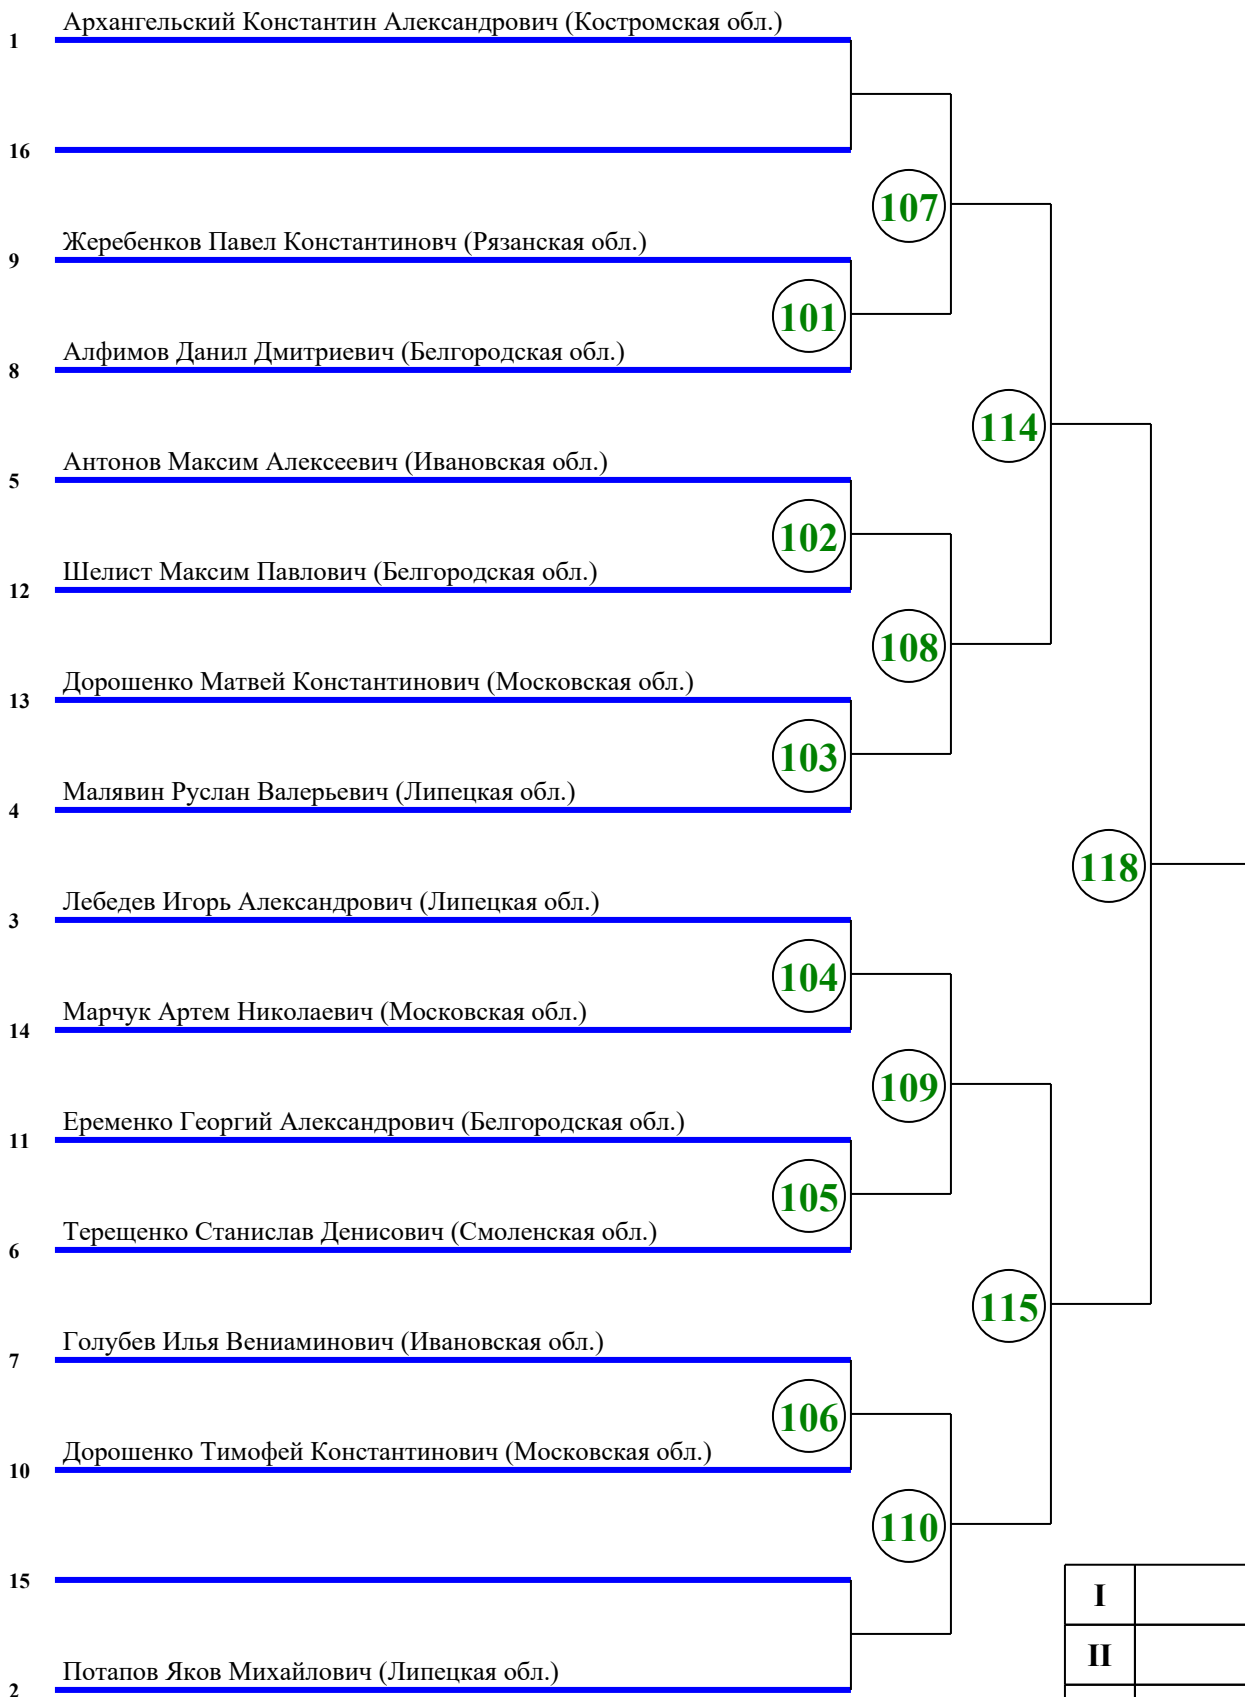 Архангельский Константин Александрович (Костромская обл.)
1
16
107
Жеребенков Павел Константиновч (Рязанская обл.)
9
101
Алфимов Данил Дмитриевич (Белгородская обл.)
8
114
Антонов Максим Алексеевич (Ивановская обл.)
5
102
Шелист Максим Павлович (Белгородская обл.)
12
108
Дорошенко Матвей Константинович (Московская обл.)
13
103
Малявин Руслан Валерьевич (Липецкая обл.)
4
118
Лебедев Игорь Александрович (Липецкая обл.)
3
104
Марчук Артем Николаевич (Московская обл.)
14
109
Еременко Георгий Александрович (Белгородская обл.)
11
105
Терещенко Станислав Денисович (Смоленская обл.)
6
115
Голубев Илья Вениаминович (Ивановская обл.)
7
106
Дорошенко Тимофей Константинович (Московская обл.)
10
110
15
I
II
Потапов Яков Михайлович (Липецкая обл.)
2